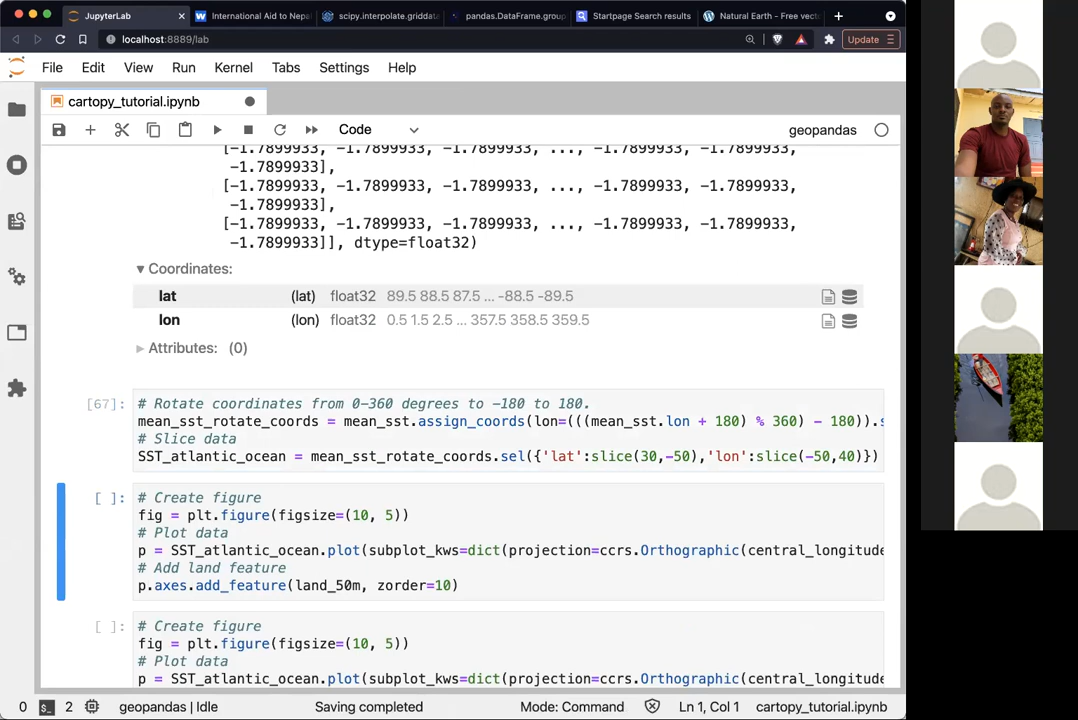 JupyterLab
International Aid to Nepal
scipy.interpolate.griddata
pandas.DataFrame.group
Startpage Search results
Natural Earth - Free vect
localhost:8889/lab
Update
File Edit View Run Kernel Tabs Settings Help
cartopy_tutorial.ipynb
Code
geopandas
[-1.7899933, -1.7899933, -1.7899933, ..., -1.7899933, -1.7899933,
-1.7899933],
[-1.7899933, -1.7899933, -1.7899933, ..., -1.7899933, -1.7899933,
-1.7899933],
[-1.7899933, -1.7899933, -1.7899933, ..., -1.7899933, -1.7899933,
-1.7899933]], dtype=float32)
Coordinates:
lat (lat) float32 89.5 88.5 87.5 ... -88.5 -89.5
lon (lon) float32 0.5 1.5 2.5 ... 357.5 358.5 359.5
Attributes: (0)
[67]: # Rotate coordinates from 0-360 degrees to -180 to 180.
mean_sst_rotate_coords = mean_sst.assign_coords(lon=(((mean_sst.lon + 180) % 360) - 180)).s
# Slice data
SST_atlantic_ocean = mean_sst_rotate_coords.sel({'lat':slice(30,-50),'lon':slice(-50,40)})
[ ]: # Create figure
fig = plt.figure(figsize=(10, 5))
# Plot data
p = SST_atlantic_ocean.plot(subplot_kws=dict(projection=ccrs.Orthographic(central_longitude
# Add land feature
p.axes.add_feature(land_50m, zorder=10)
[ ]: # Create figure
fig = plt.figure(figsize=(10, 5))
# Plot data
p = SST_atlantic_ocean.plot(subplot_kws=dict(projection=ccrs.Orthographic(central_longitude
0 2 geopandas | Idle Saving completed Mode: Command Ln 1, Col 1 cartopy_tutorial.ipynb